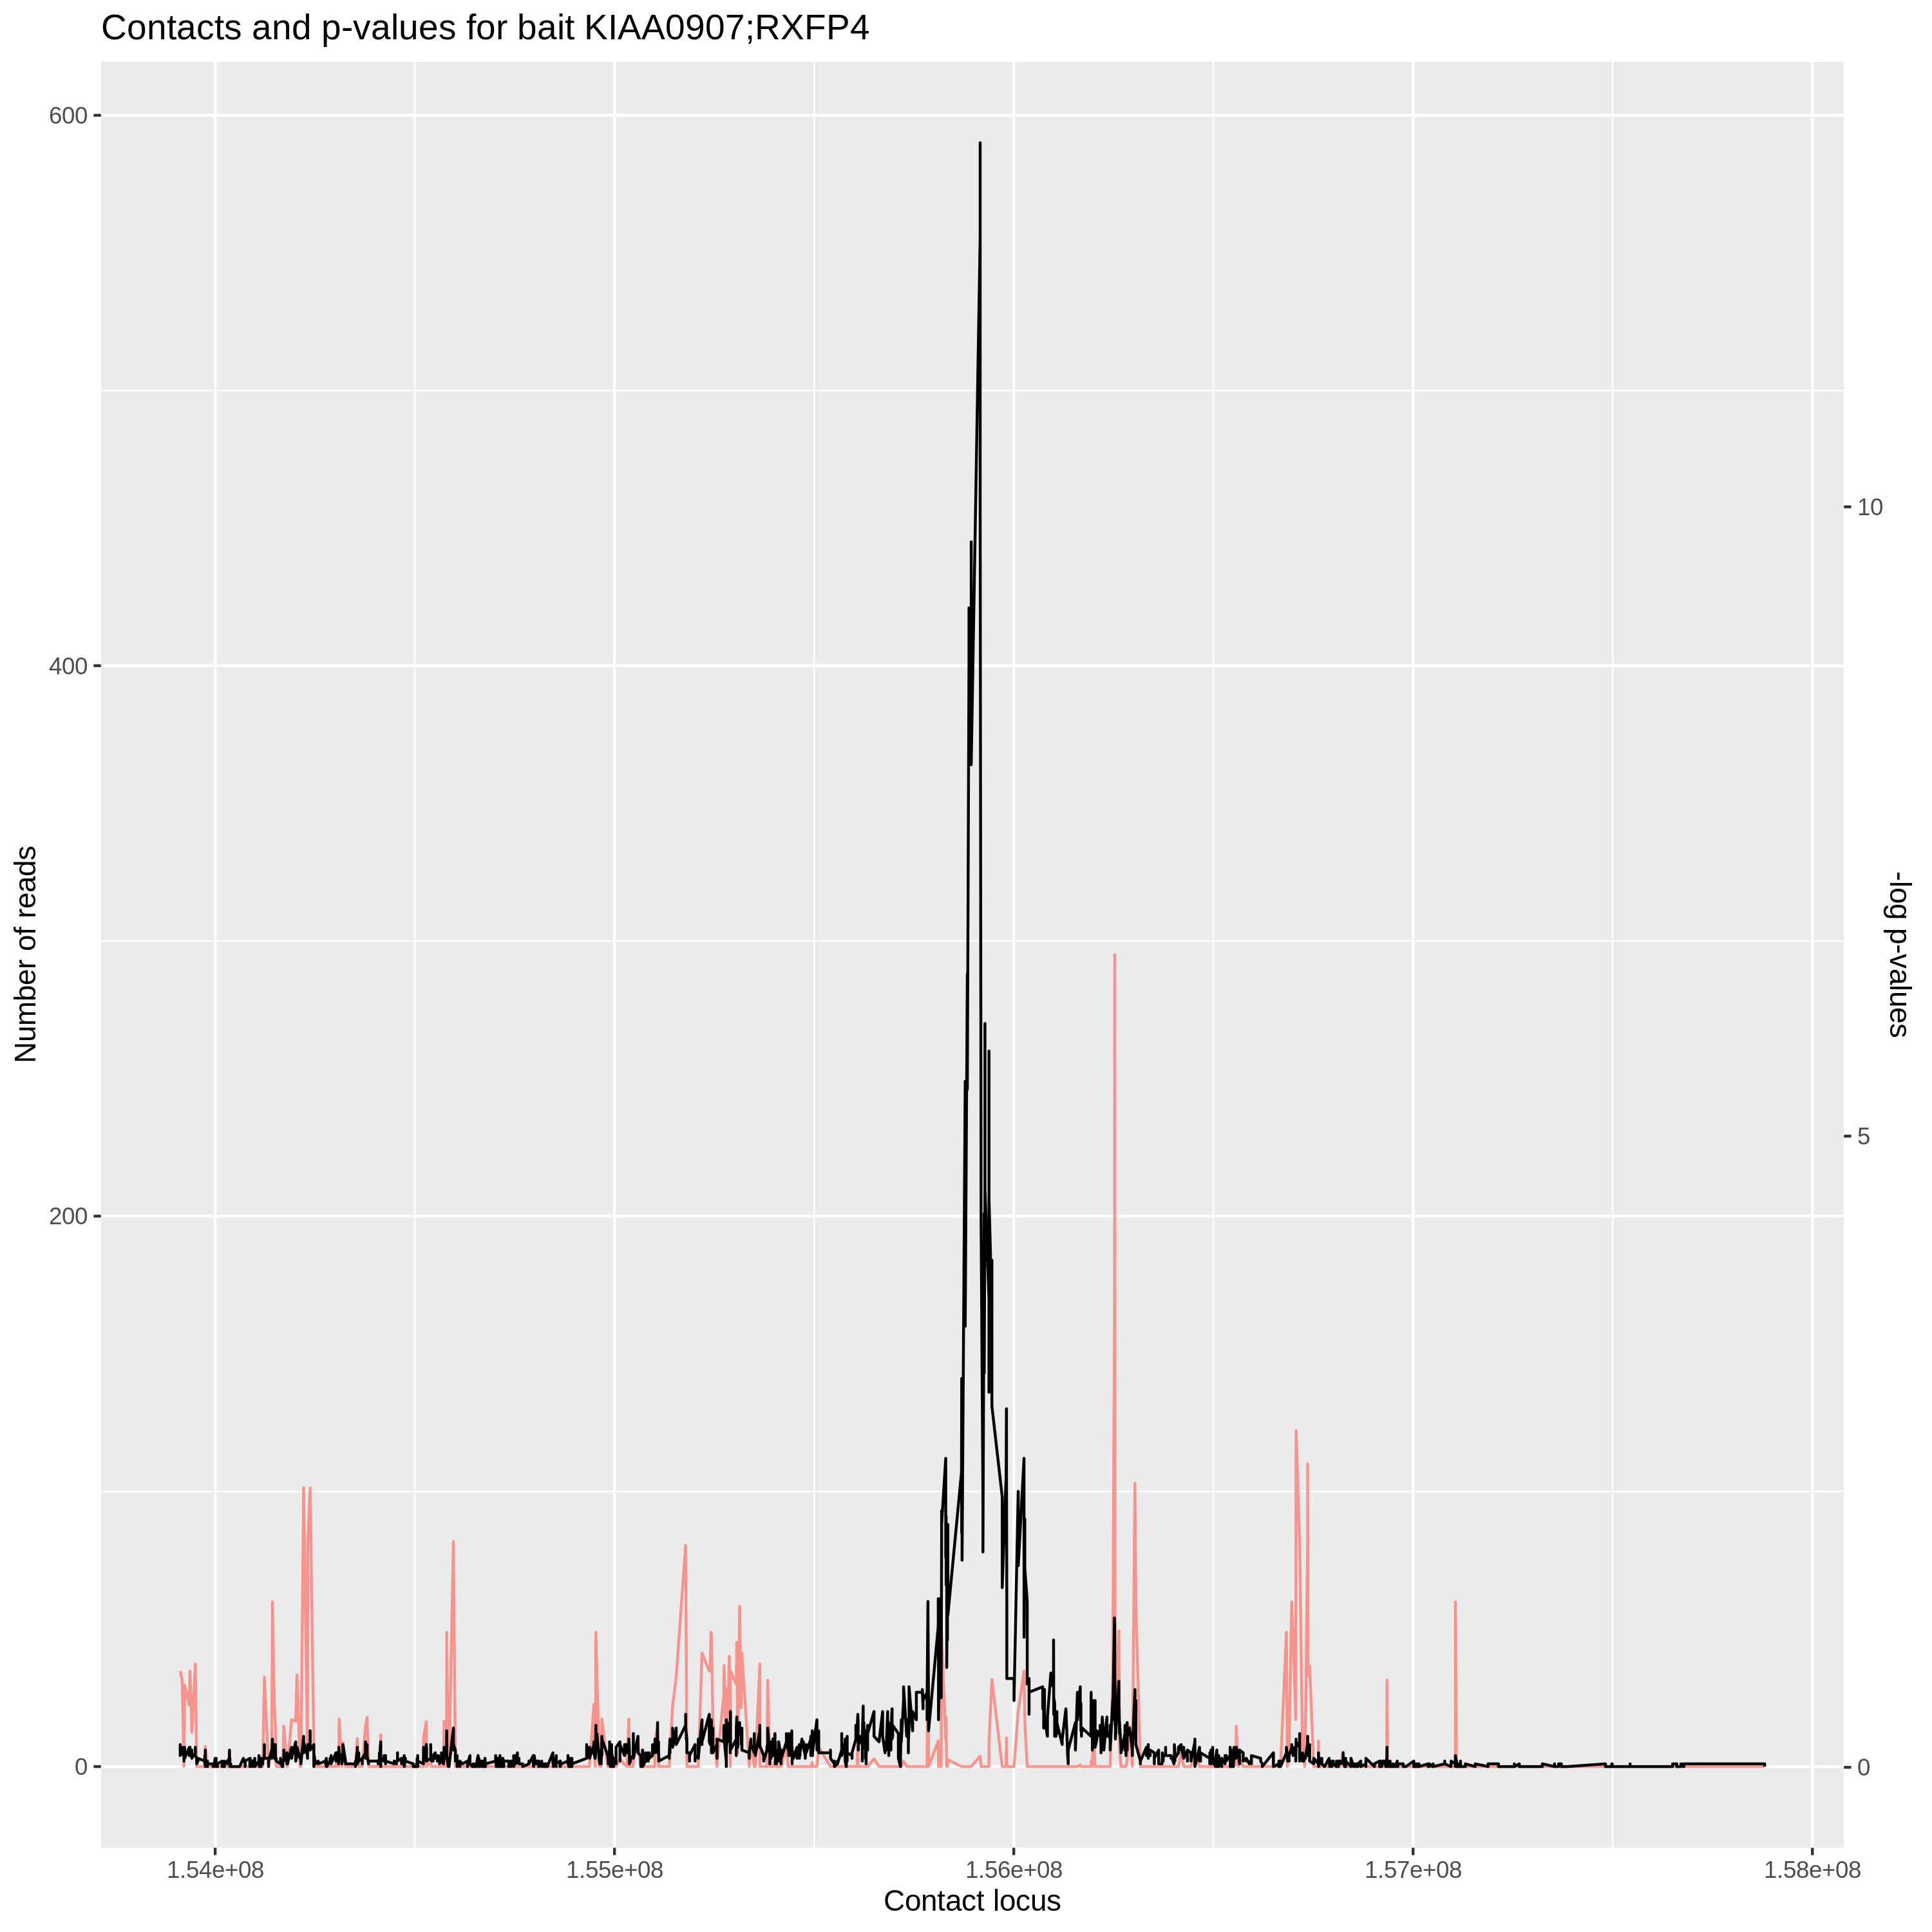 Contacts and p-values for bait KIAA0907;RXFP4
600
400
200
0
Number of reads
10
5
0
-log p-values
1.54e+08
1.55e+08
1.56e+08
1.57e+08
1.58e+08
Contact locus